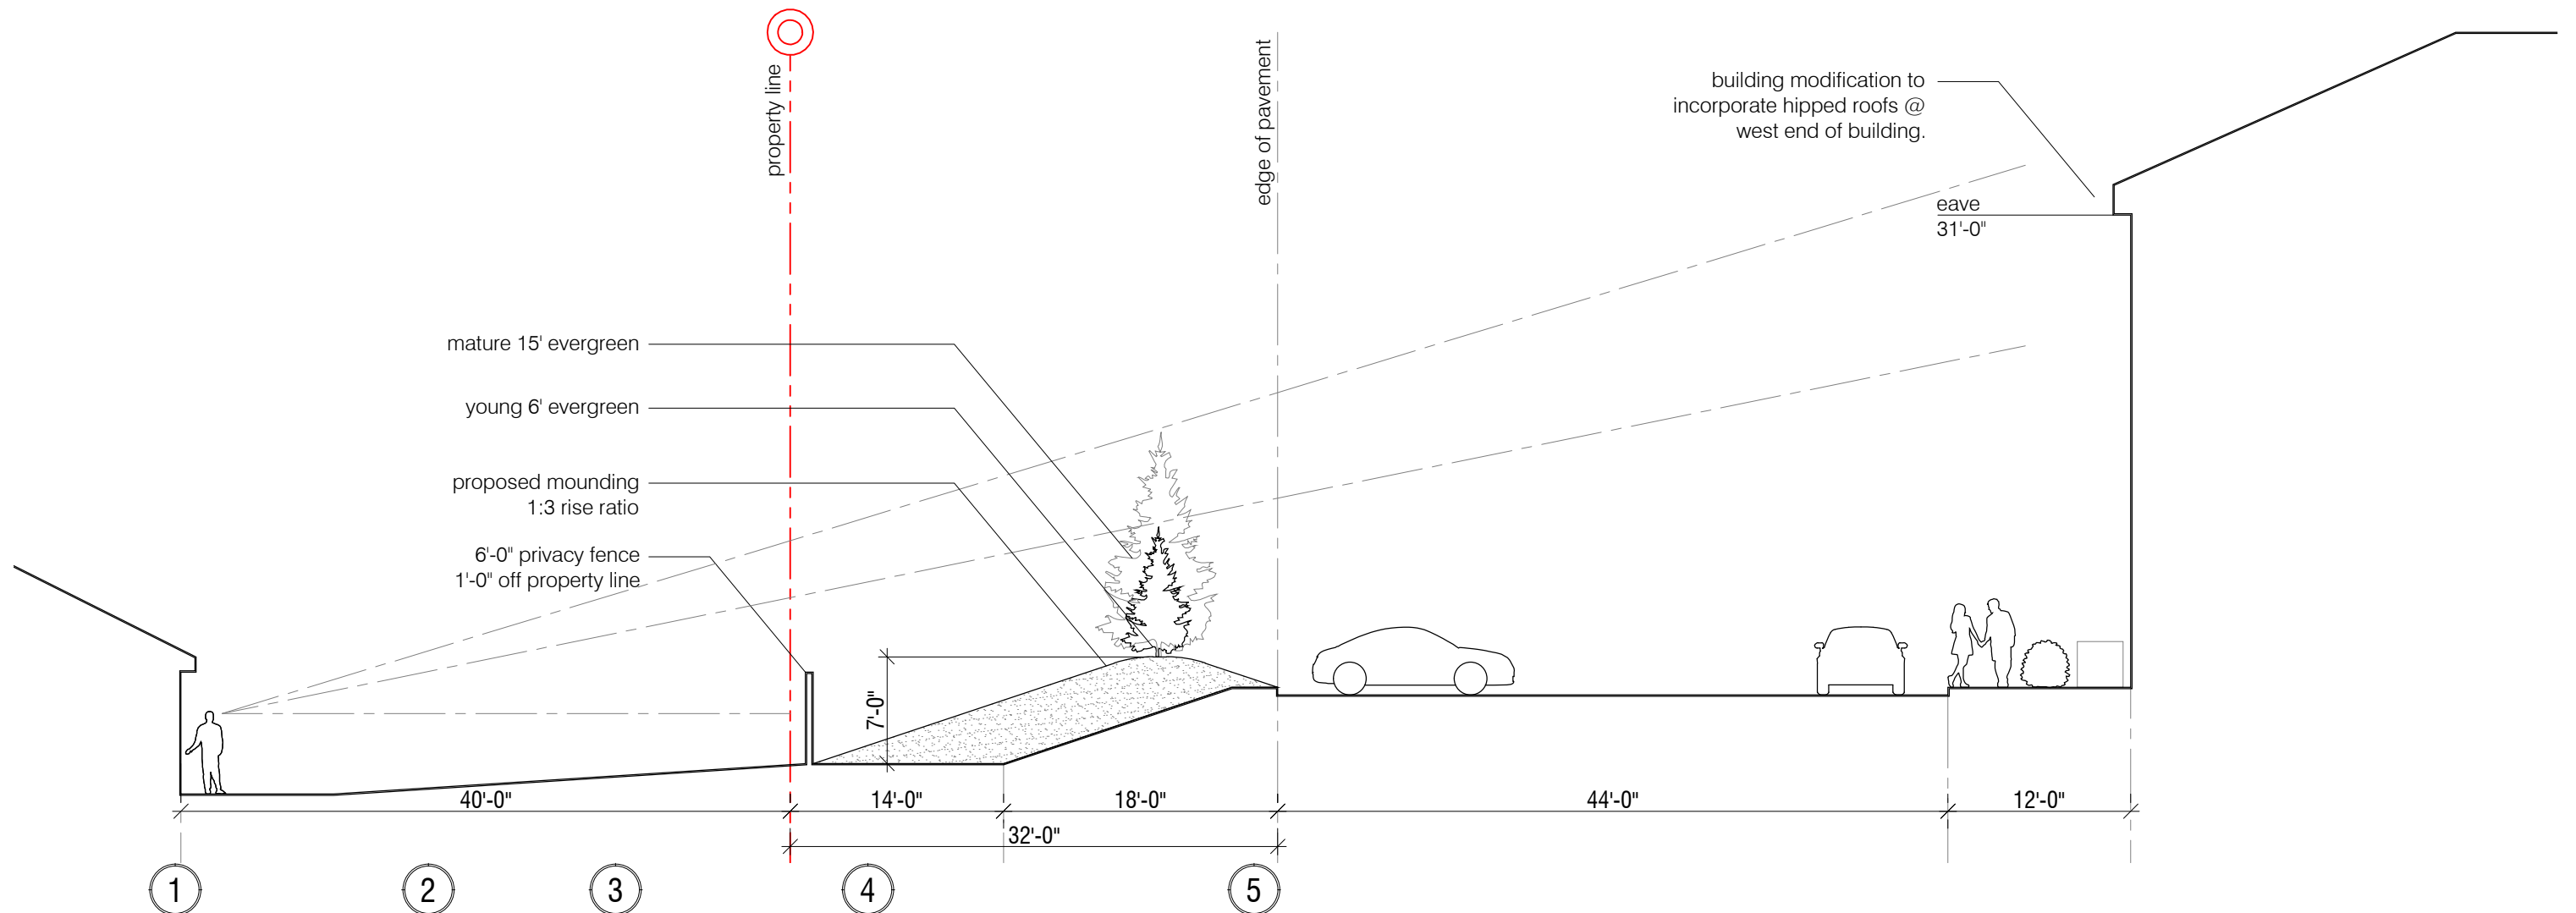 property line
edge of pavement
building modification to
incorporate hipped roofs @
west end of building.
eave
31'-0"
mature 15' evergreen
young 6' evergreen
proposed mounding
1:3 rise ratio
6'-0" privacy fence
1'-0" off property line
7'-0"
40'-0"
14'-0"
18'-0"
44'-0"
12'-0"
32'-0"
1
2
3
4
5